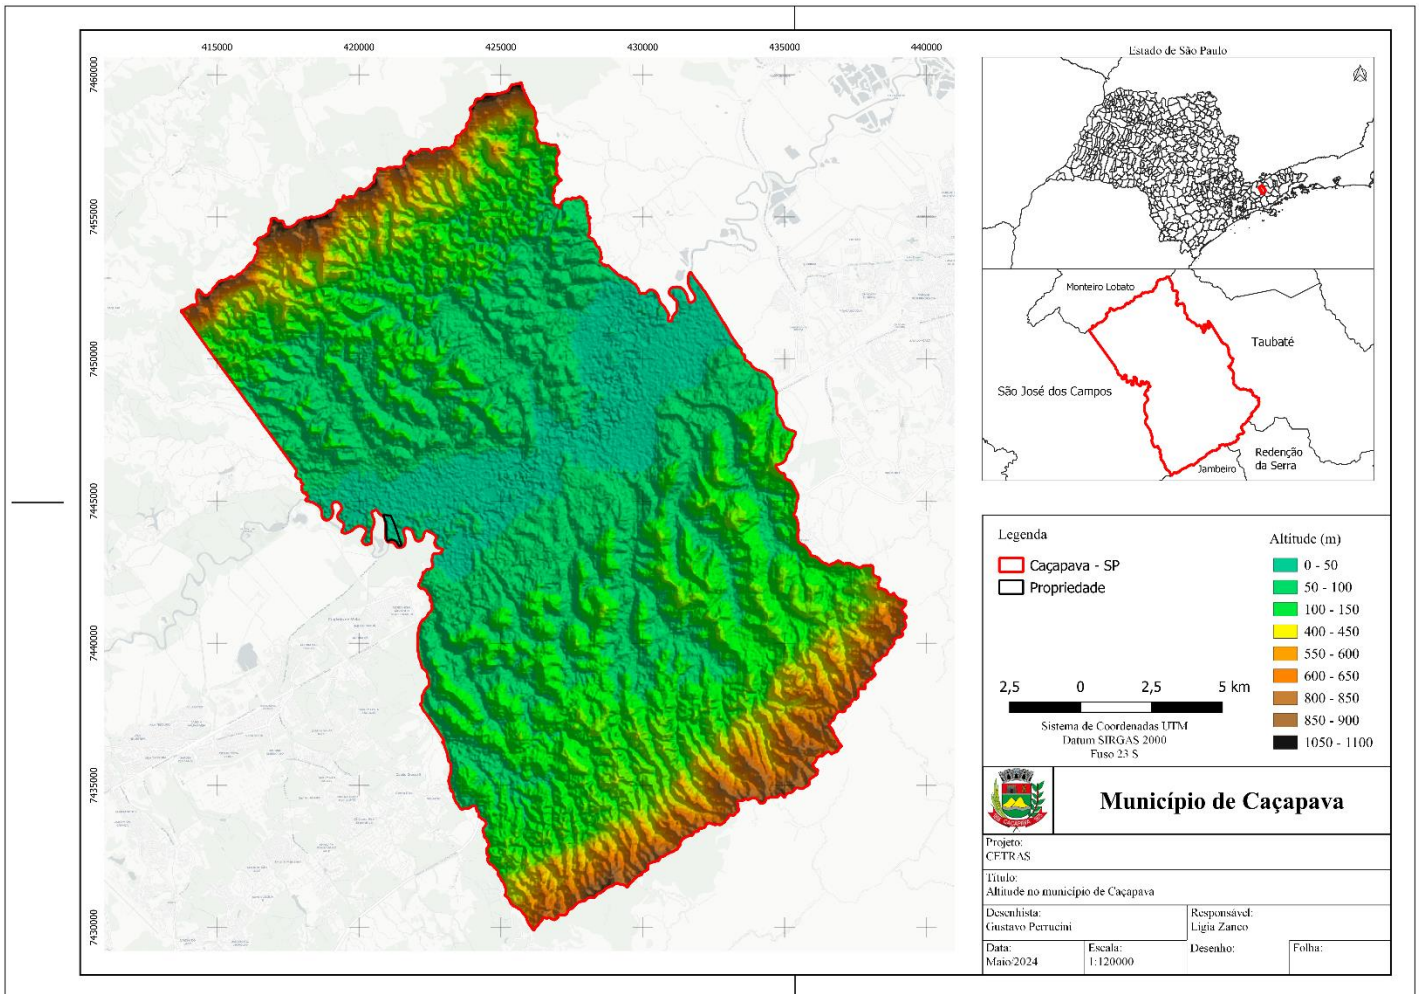 415000
420000
425000
430000
435000
440000
7460000
7455000
7450000
7445000
7440000
7435000
7430000
Estado de São Paulo
Monteiro Lobato
Taubaté
São José dos Campos
Redenção
da Serra
Jambeiro
Legenda
Caçapava - SP
Propriedade
Altitude (m)
0 - 50
50 - 100
100 - 150
400 - 450
550 - 600
600 - 650
800 - 850
850 - 900
1050 - 1100
2,5 0 2,5 5 km
Sistema de Coordenadas UTM
Datum SIRGAS 2000
Fuso 23 S
CAÇAPAVA
Município de Caçapava
Projeto:
CETRAS
Título:
Altitude no município de Caçapava
Desenhista:
Gustavo Perrucini
Responsável:
Ligia Zanco
Data:
Maio/2024
Escala:
1:120000
Desenho:
Folha: